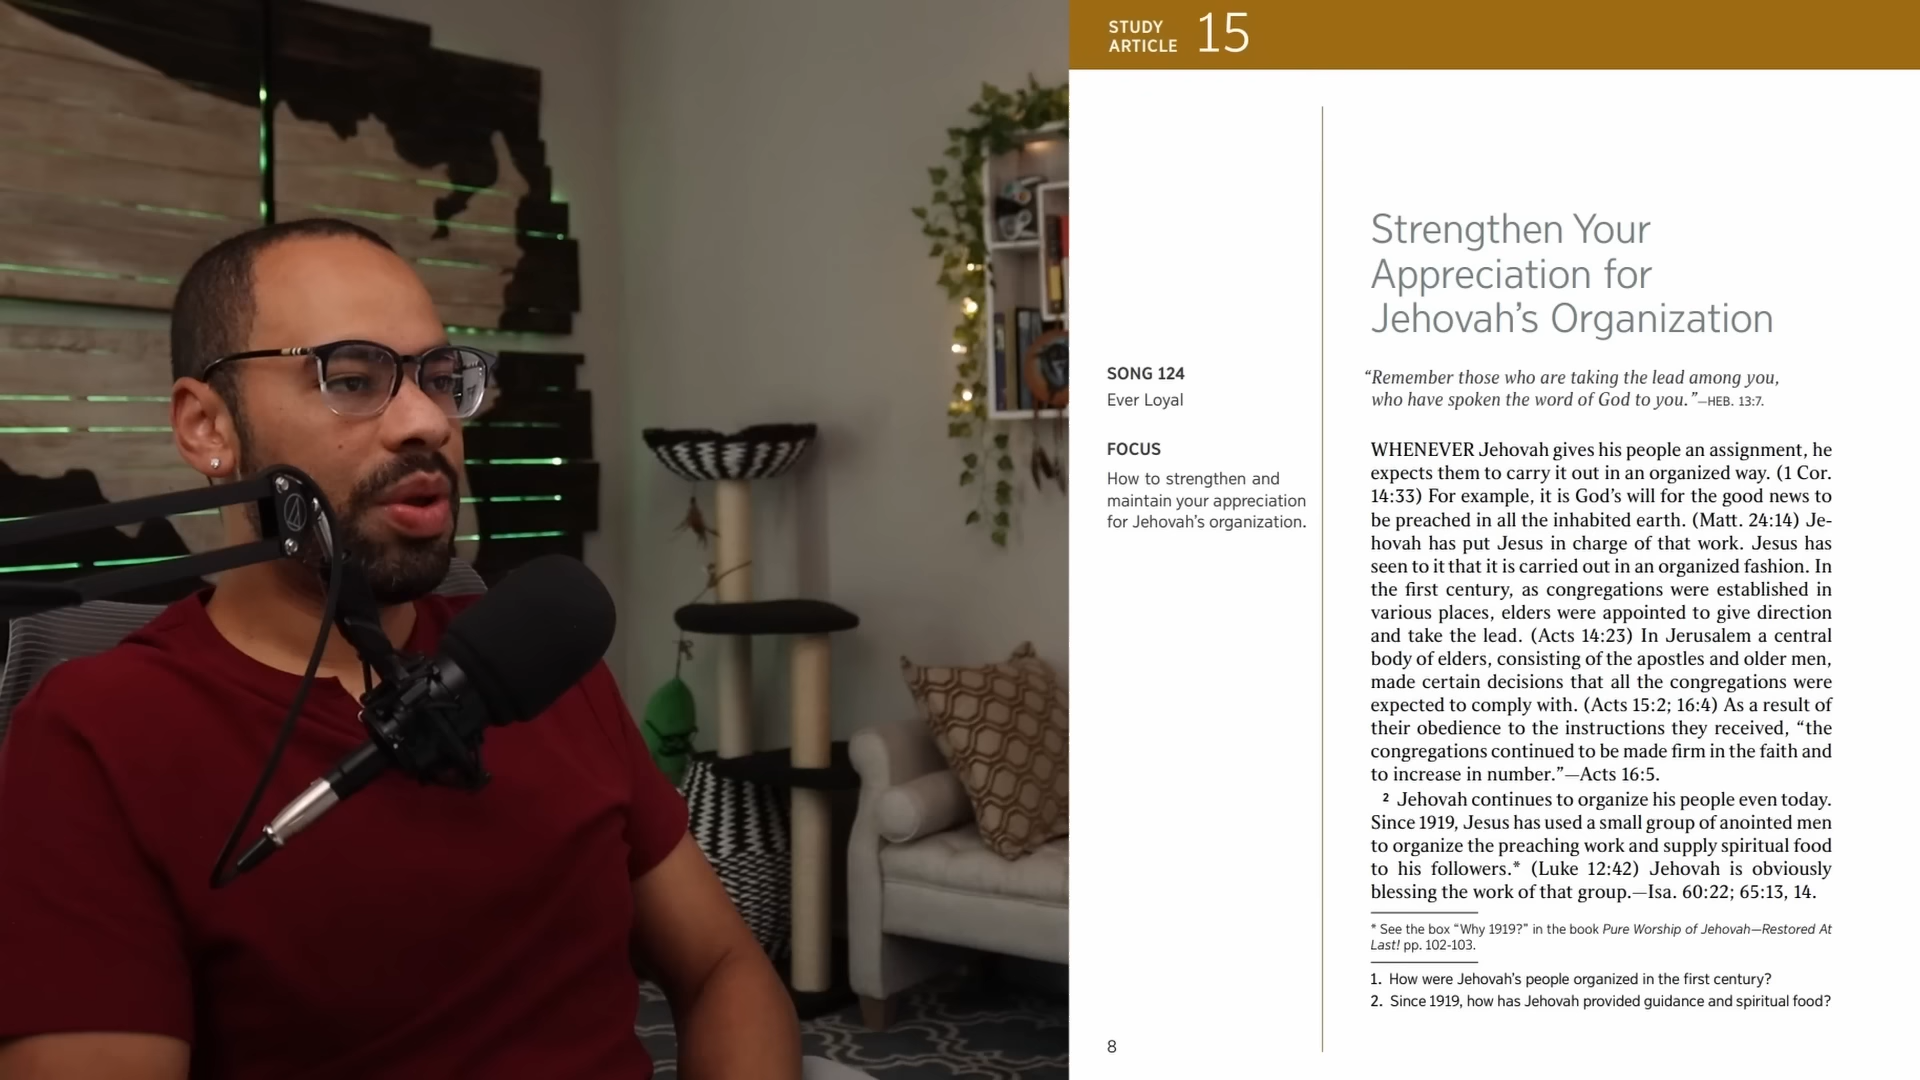 STUDY
ARTICLE 15
Strengthen Your
Appreciation for
Jehovah's Organization
SONG 124
Ever Loyal
FOCUS
How to strengthen and
maintain your appreciation
for Jehovah's organization.
“Remember those who are taking the lead among you,
who have spoken the word of God to you.”—HEB. 13:7.
WHENEVER Jehovah gives his people an assignment, he
expects them to carry it out in an organized way. (1 Cor.
14:33) For example, it is God's will for the good news to
be preached in all the inhabited earth. (Matt. 24:14) Je-
hovah has put Jesus in charge of that work. Jesus has
seen to it that it is carried out in an organized fashion. In
the first century, as congregations were established in
various places, elders were appointed to give direction
and take the lead. (Acts 14:23) In Jerusalem a central
body of elders, consisting of the apostles and older men,
made certain decisions that all the congregations were
expected to comply with. (Acts 15:2; 16:4) As a result of
their obedience to the instructions they received, “the
congregations continued to be made firm in the faith and
to increase in number.”—Acts 16:5.
2 Jehovah continues to organize his people even today.
Since 1919, Jesus has used a small group of anointed men
to organize the preaching work and supply spiritual food
to his followers.* (Luke 12:42) Jehovah is obviously
blessing the work of that group.—Isa. 60:22; 65:13, 14.
* See the box “Why 1919?” in the book Pure Worship of Jehovah—Restored At
Last! pp. 102-103.
1. How were Jehovah's people organized in the first century?
2. Since 1919, how has Jehovah provided guidance and spiritual food?
8